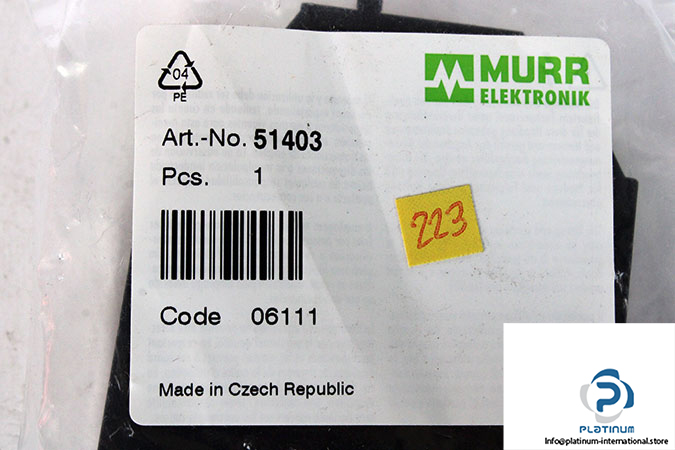 04
PE
MURR
ELEKTRONIK
Art.-No. 51403
Pcs. 1
223
Code 06111
Made in Czech Republic
PLATINUM
Info@platinum-international.store